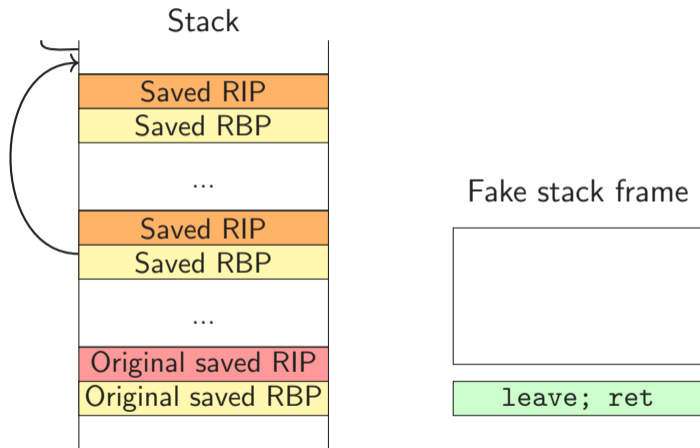 Stack
Saved RIP
Saved RBP
...
Saved RIP
Saved RBP
...
Original saved RIP
Original saved RBP
Fake stack frame
leave; ret